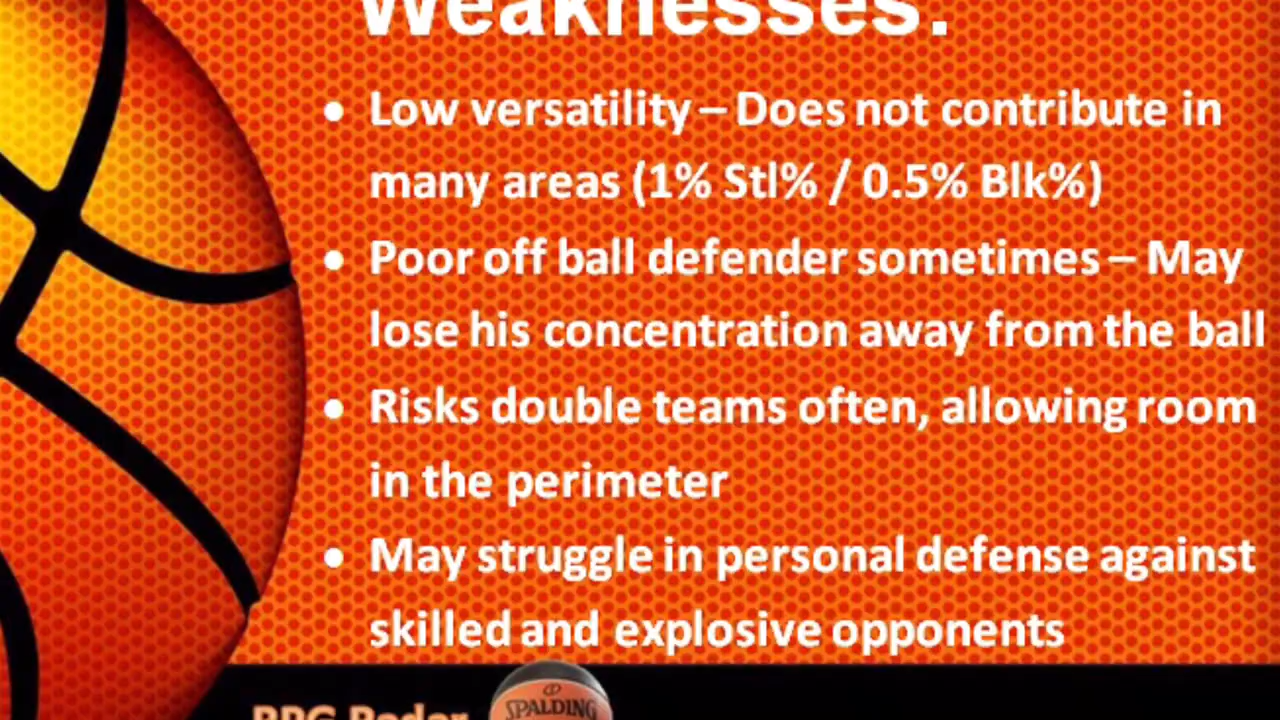 Weaknesses:
• Low versatility – Does not contribute in
many areas (1% Stl% / 0.5% Blk%)
• Poor off ball defender sometimes – May
lose his concentration away from the ball
• Risks double teams often, allowing room
in the perimeter
• May struggle in personal defense against
skilled and explosive opponents
Radar
SPALDING